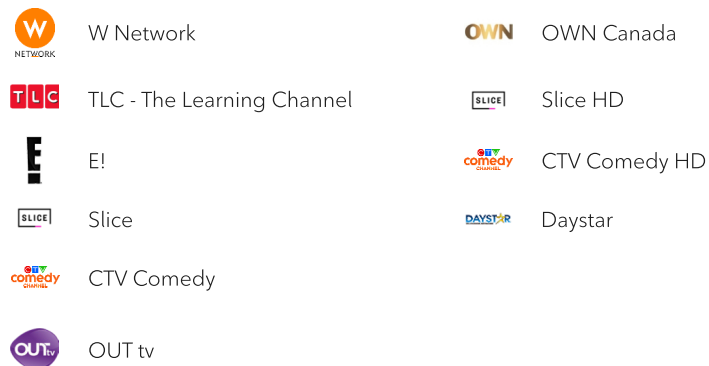 W
NETWORK
W Network
TLC
TLC - The Learning Channel
E!
E!
SLICE
Slice
CTV
comedy
CHANNEL
CTV Comedy
OUTtv
OUT tv
OWN
OWN Canada
SLICE
Slice HD
CTV
comedy
CHANNEL
CTV Comedy HD
DAYSTAR
Daystar